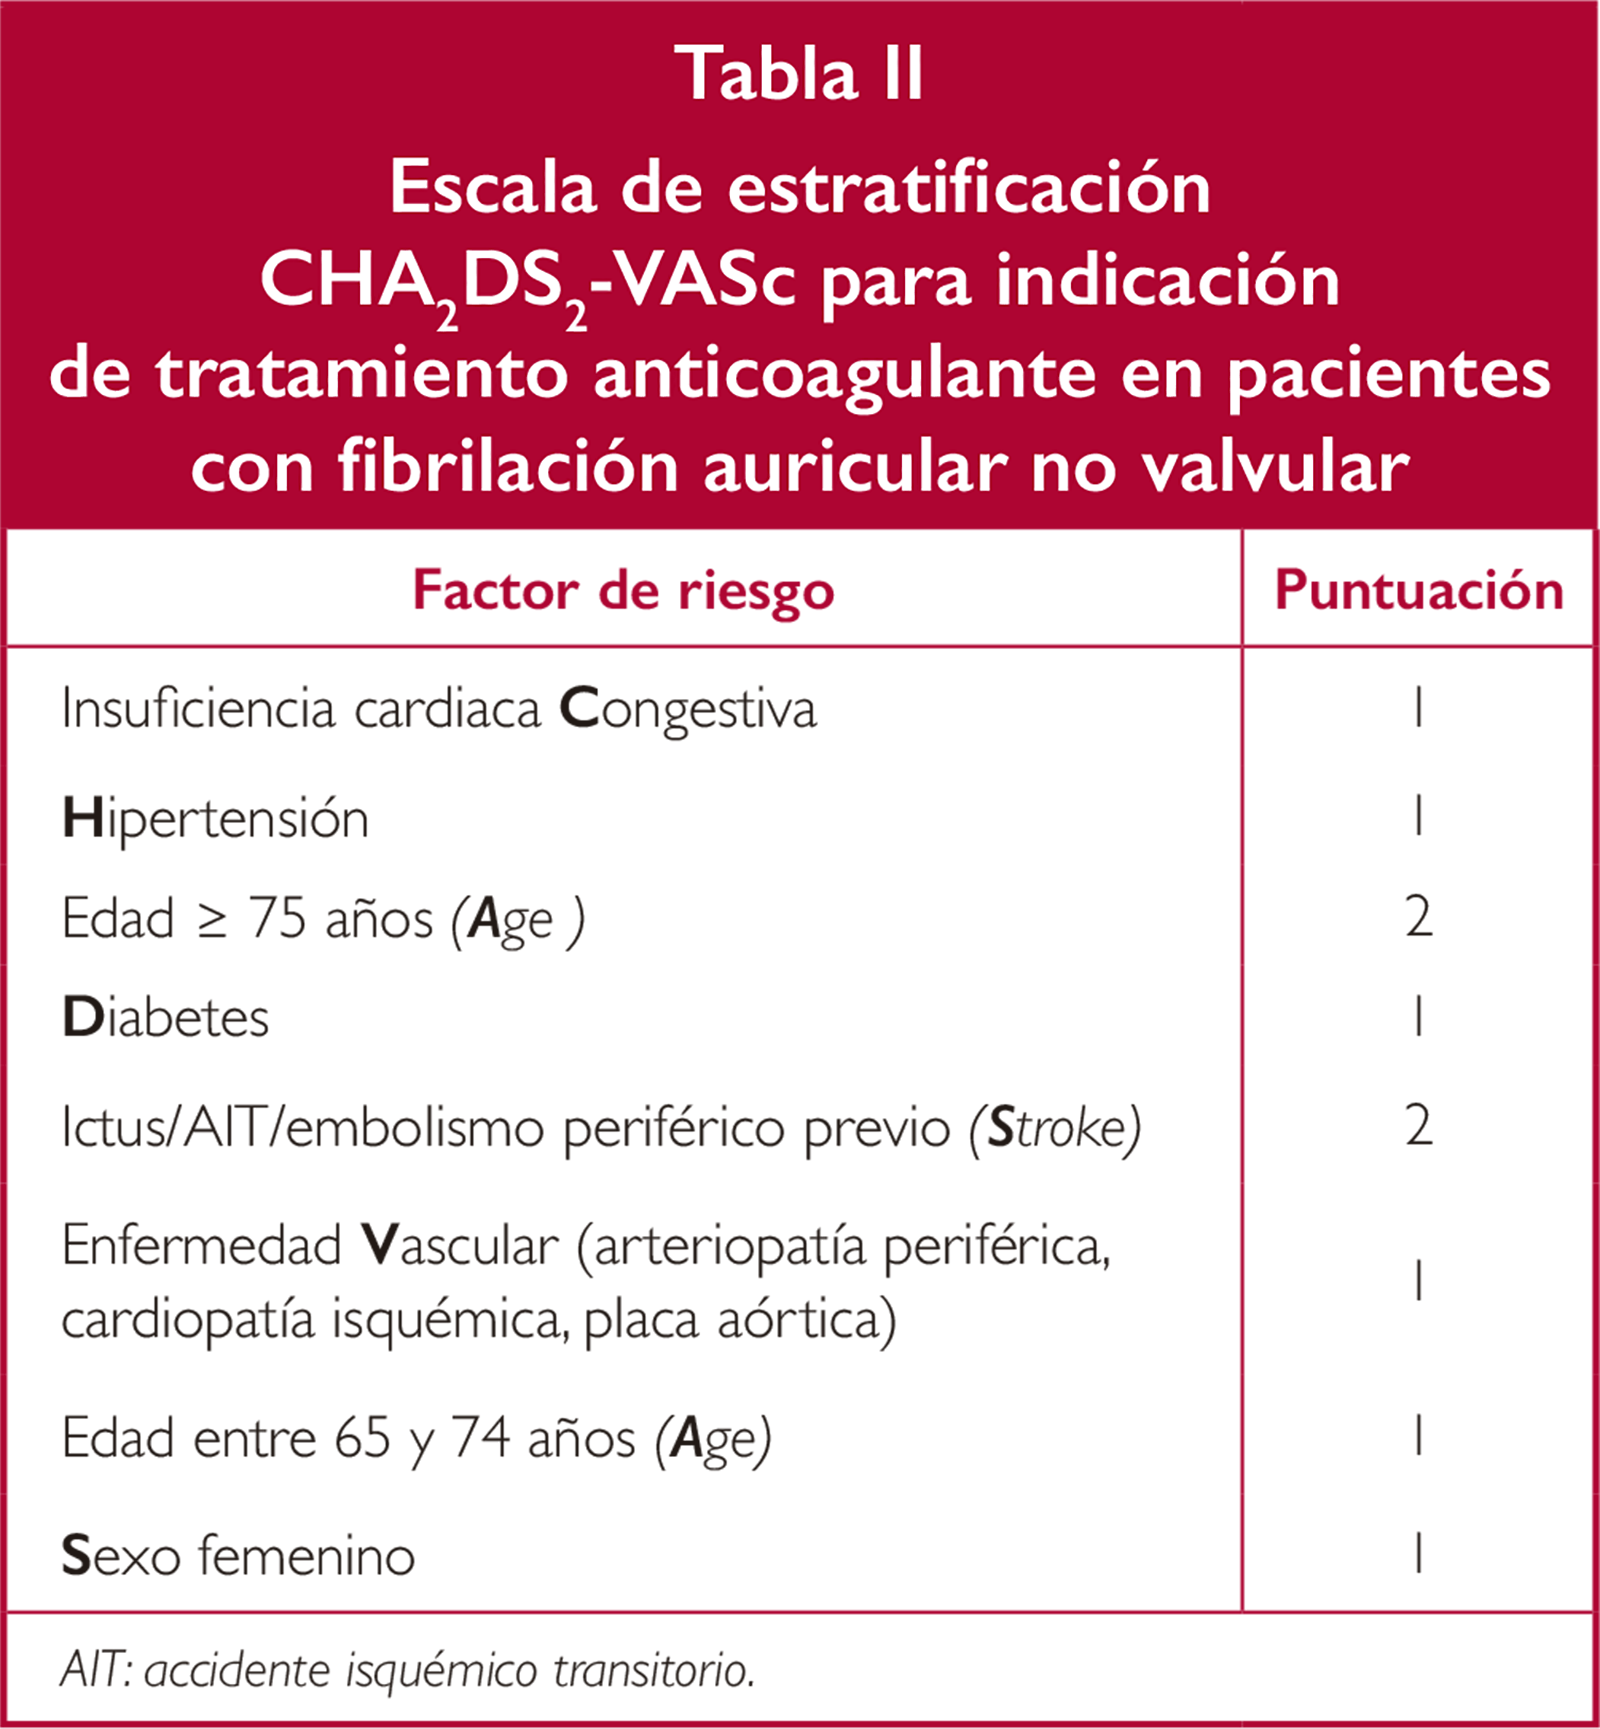 Tabla II
Escala de estratificación
CHA₂DS₂-VASc para indicación
de tratamiento anticoagulante en pacientes
con fibrilación auricular no valvular
Factor de riesgo Puntuación
Insuficiencia cardiaca Congestiva 1
Hipertensión 1
Edad ≥ 75 años (Age ) 2
Diabetes 1
Ictus/AIT/embolismo periférico previo (Stroke) 2
Enfermedad Vascular (arteriopatía periférica,
cardiopatía isquémica, placa aórtica) 1
Edad entre 65 y 74 años (Age) 1
Sexo femenino 1
AIT: accidente isquémico transitorio.